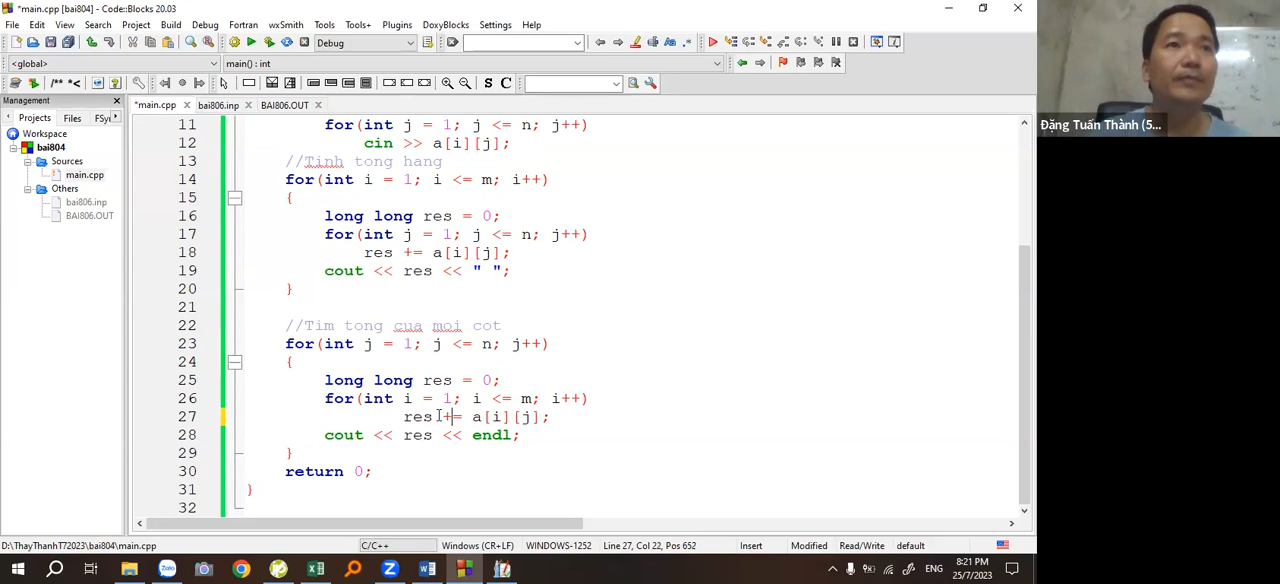 *main.cpp [bai804] - Code::Blocks 20.03
File Edit View Search Project Build Debug Fortran wxSmith Tools Tools+ Plugins DoxyBlocks Settings Help
Debug
<global> main() : int
/** *< S C
Management
Projects Files FSy
*main.cpp bai806.inp BAI806.OUT
Workspace
bai804
Sources
main.cpp
Others
bai806.inp
BAI806.OUT
11 for(int j = 1; j <= n; j++)
12 cin >> a[i][j];
13 //Tinh tong hang
14 for(int i = 1; i <= m; i++)
15 {
16 long long res = 0;
17 for(int j = 1; j <= n; j++)
18 res += a[i][j];
19 cout << res << " ";
20 }
21
22 //Tim tong cua moi cot
23 for(int j = 1; j <= n; j++)
24 {
25 long long res = 0;
26 for(int i = 1; i <= m; i++)
27 res += a[i][j];
28 cout << res << endl;
29 }
30 return 0;
31 }
32
D:\ThayThanhT72023\bai804\main.cpp C/C++ Windows (CR+LF) WINDOWS-1252 Line 27, Col 22, Pos 652 Insert Modified Read/Write default
Zalo Z W ENG 8:21 PM
25/7/2023
Đặng Tuấn Thành (5...